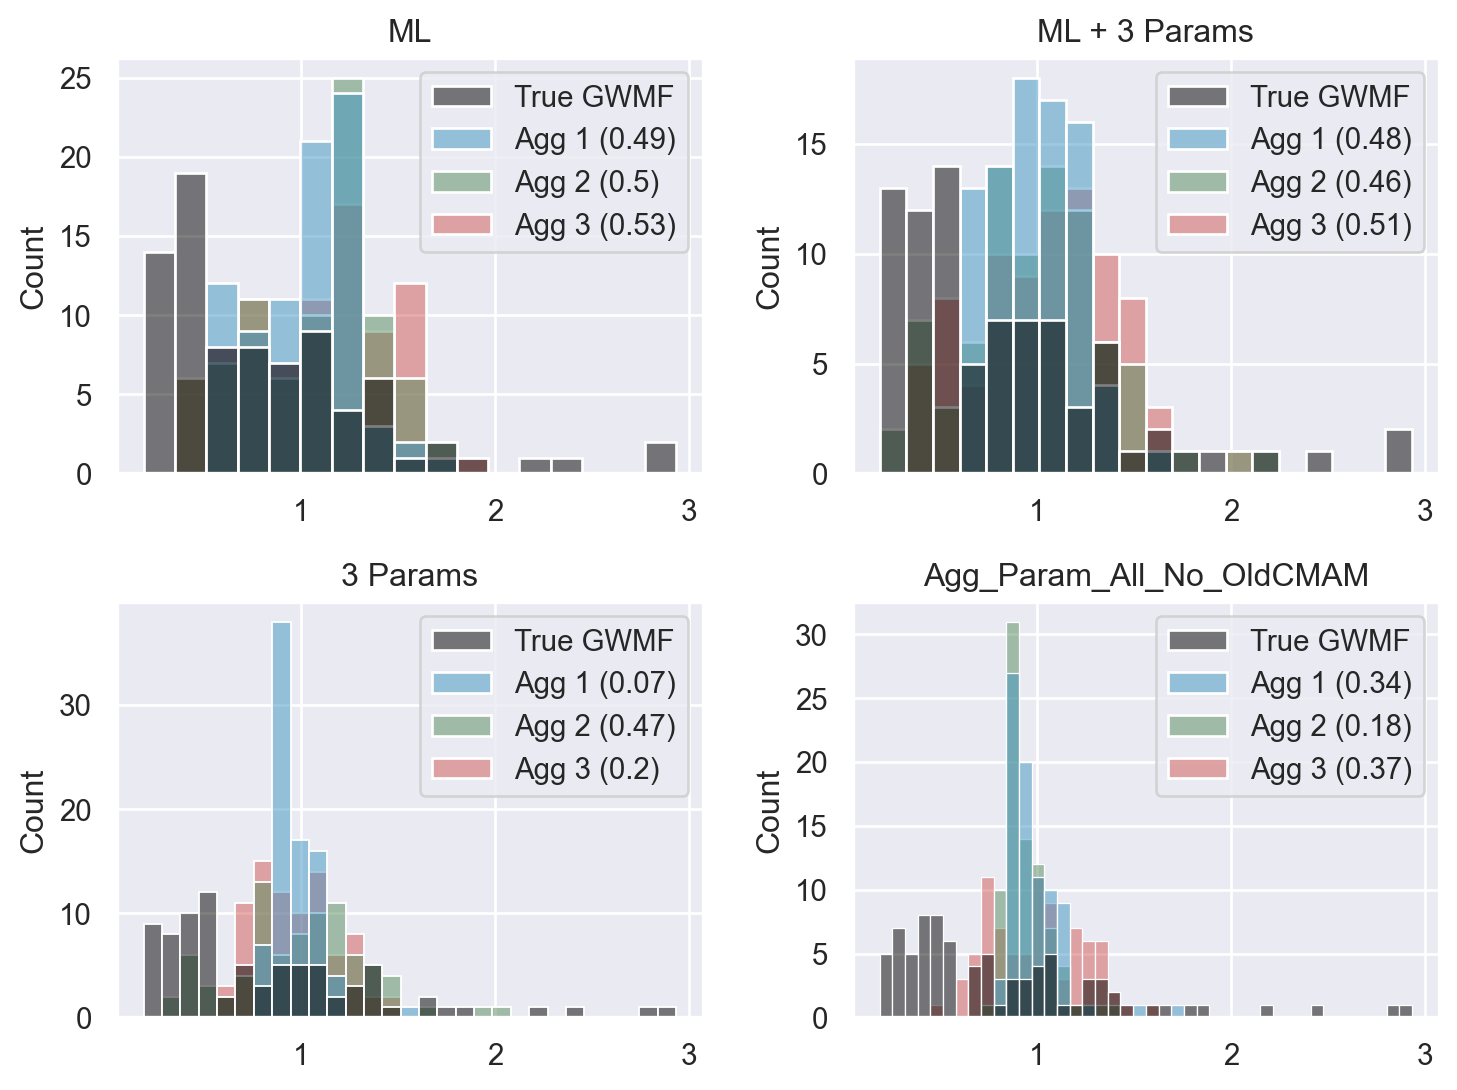 ML
Count
25
20
15
10
5
0
1
2
3
True GWMF
Agg 1 (0.49)
Agg 2 (0.5)
Agg 3 (0.53)
ML + 3 Params
Count
15
10
5
0
1
2
3
True GWMF
Agg 1 (0.48)
Agg 2 (0.46)
Agg 3 (0.51)
3 Params
Count
30
20
10
0
1
2
3
True GWMF
Agg 1 (0.07)
Agg 2 (0.47)
Agg 3 (0.2)
Agg_Param_All_No_OldCMAM
Count
30
25
20
15
10
5
0
1
2
3
True GWMF
Agg 1 (0.34)
Agg 2 (0.18)
Agg 3 (0.37)